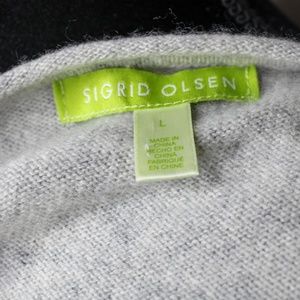 SIGRID OLSEN
L
MADE IN
CHINA
HECHO EN
CHINA
FABRIQUÉ
EN CHINE